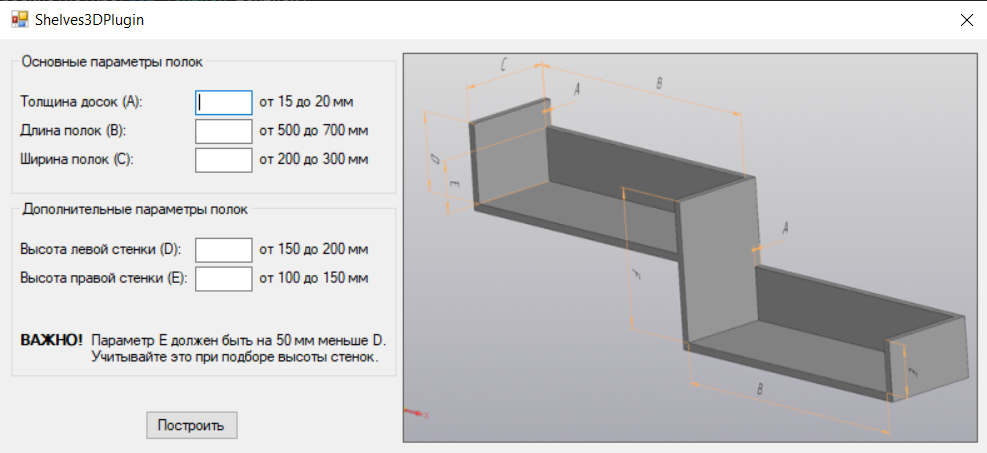 Shelves3DPlugin
Основные параметры полок
Толщина досок (A): от 15 до 20 мм
Длина полок (B): от 500 до 700 мм
Ширина полок (C): от 200 до 300 мм
Дополнительные параметры полок
Высота левой стенки (D): от 150 до 200 мм
Высота правой стенки (E): от 100 до 150 мм
ВАЖНО! Параметр E должен быть на 50 мм меньше D.
Учитывайте это при подборе высоты стенок.
Построить
C
B
A
D
E
F
A
B
x